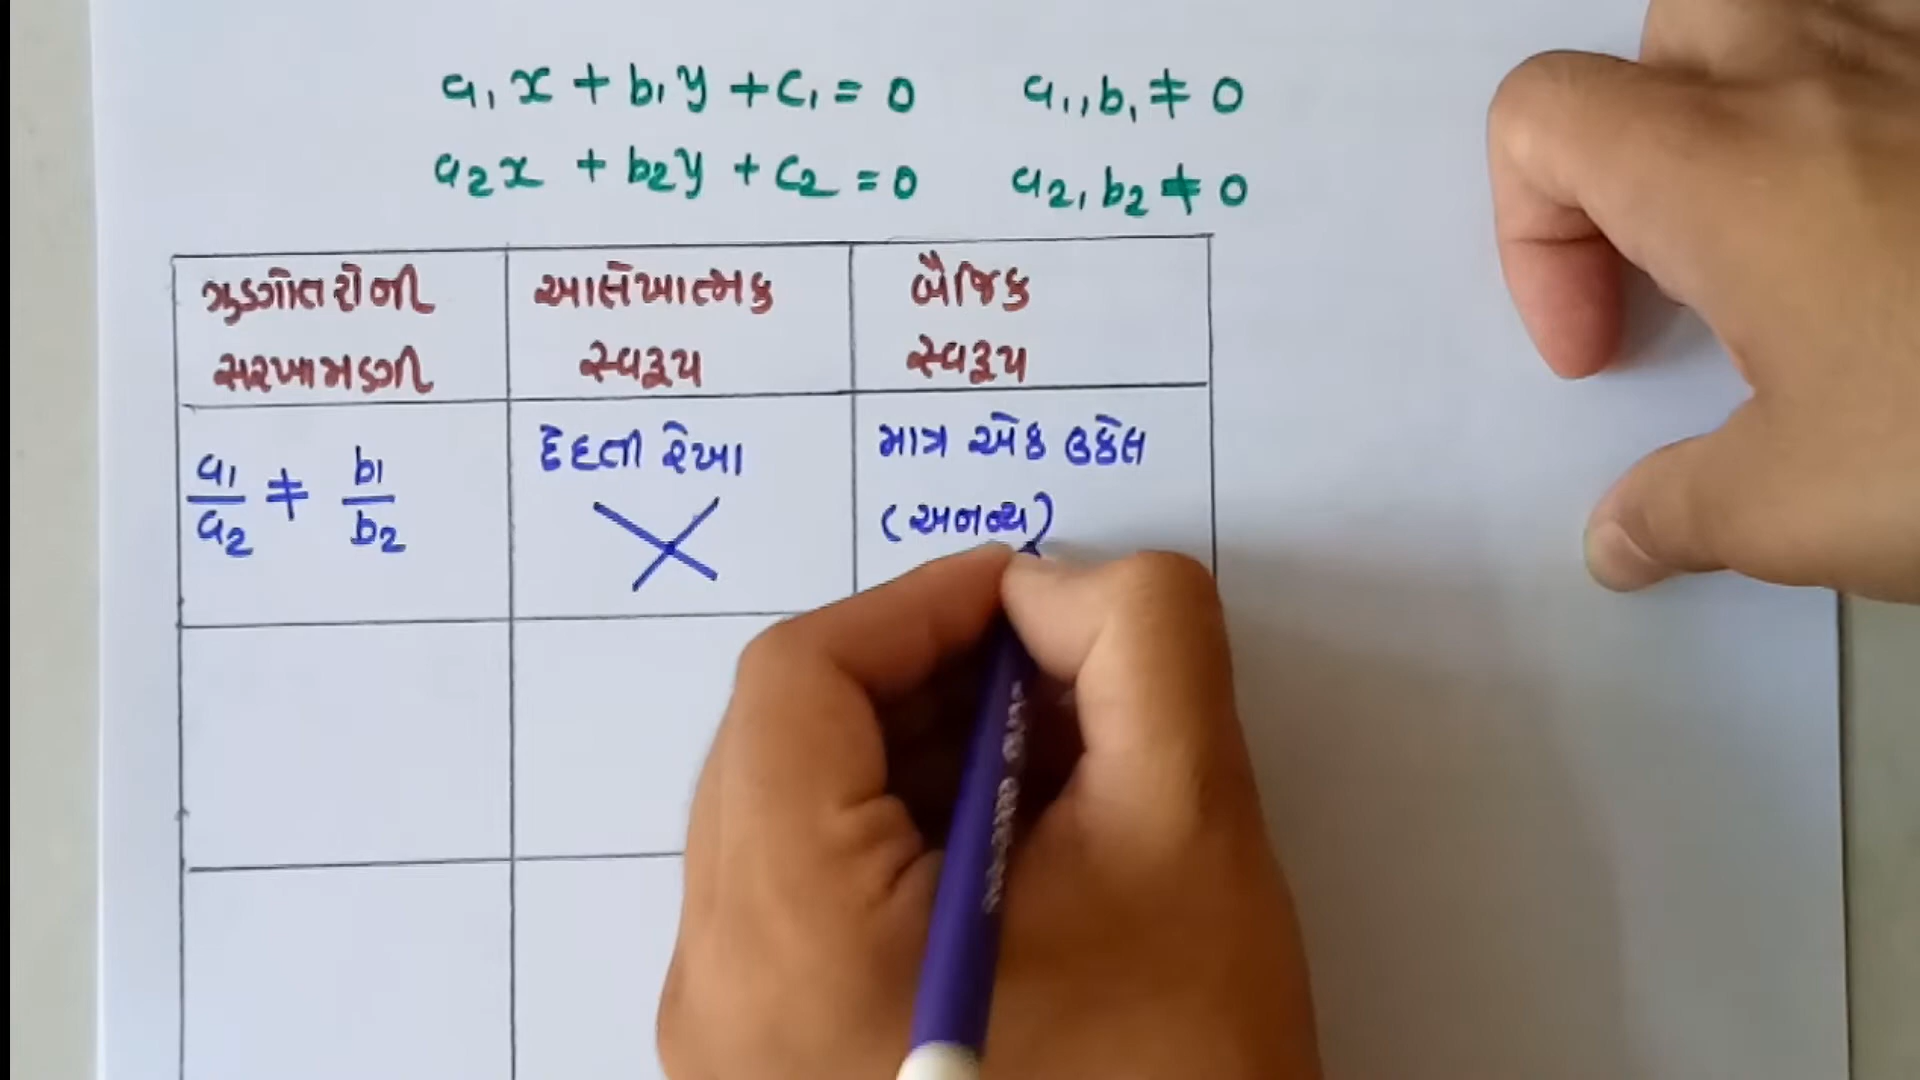 a₁x + b₁y + c₁ = 0 a₁, b₁ ≠ 0
a₂x + b₂y + c₂ = 0 a₂, b₂ ≠ 0
ગુણોત્તરોની
સરખામણી
આલેખાત્મક
સ્વરૂપ
બૈજિક
સ્વરૂપ
a₁/a₂ ≠ b₁/b₂
છેદતી રેખા
માત્ર એક ઉકેલ
(અનન્ય)